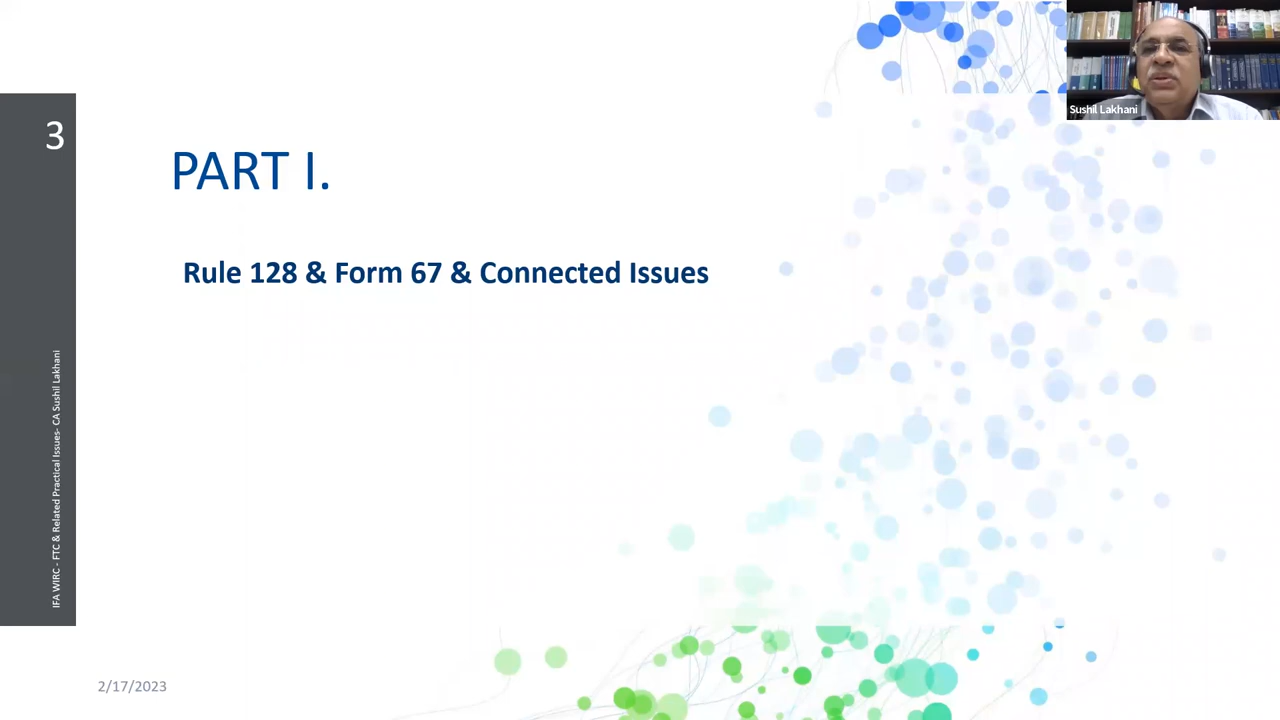 Sushil Lakhani
3
PART I.
Rule 128 & Form 67 & Connected Issues
IFA WIRC - FTC & Related Practical Issues- CA Sushil Lakhani
2/17/2023